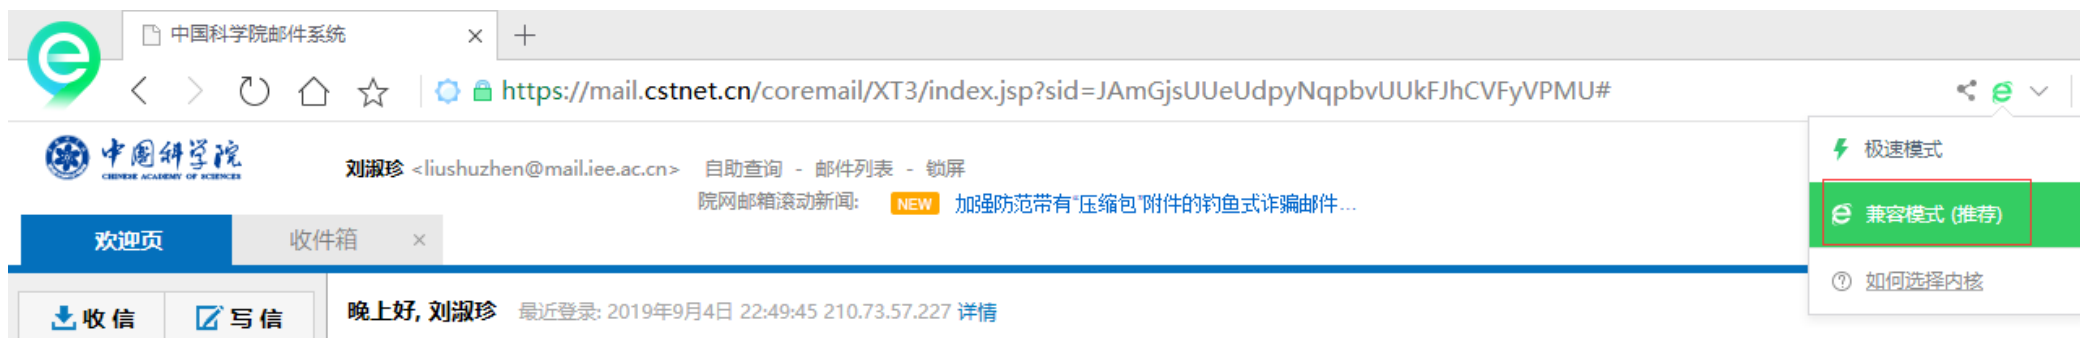 中国科学院邮件系统
https://mail.cstnet.cn/coremail/XT3/index.jsp?sid=JAmGjsUUeUdpyNqpbvUUkFJhCVFyVPMU#
极速模式
兼容模式 (推荐)
如何选择内核
中国科学院
CHINESE ACADEMY OF SCIENCES
刘淑珍 <liushuzhen@mail.iee.ac.cn> 自助查询 - 邮件列表 - 锁屏
院网邮箱滚动新闻: NEW 加强防范带有"压缩包"附件的钓鱼式诈骗邮件...
欢迎页 收件箱
收信 写信
晚上好, 刘淑珍 最近登录: 2019年9月4日 22:49:45 210.73.57.227 详情